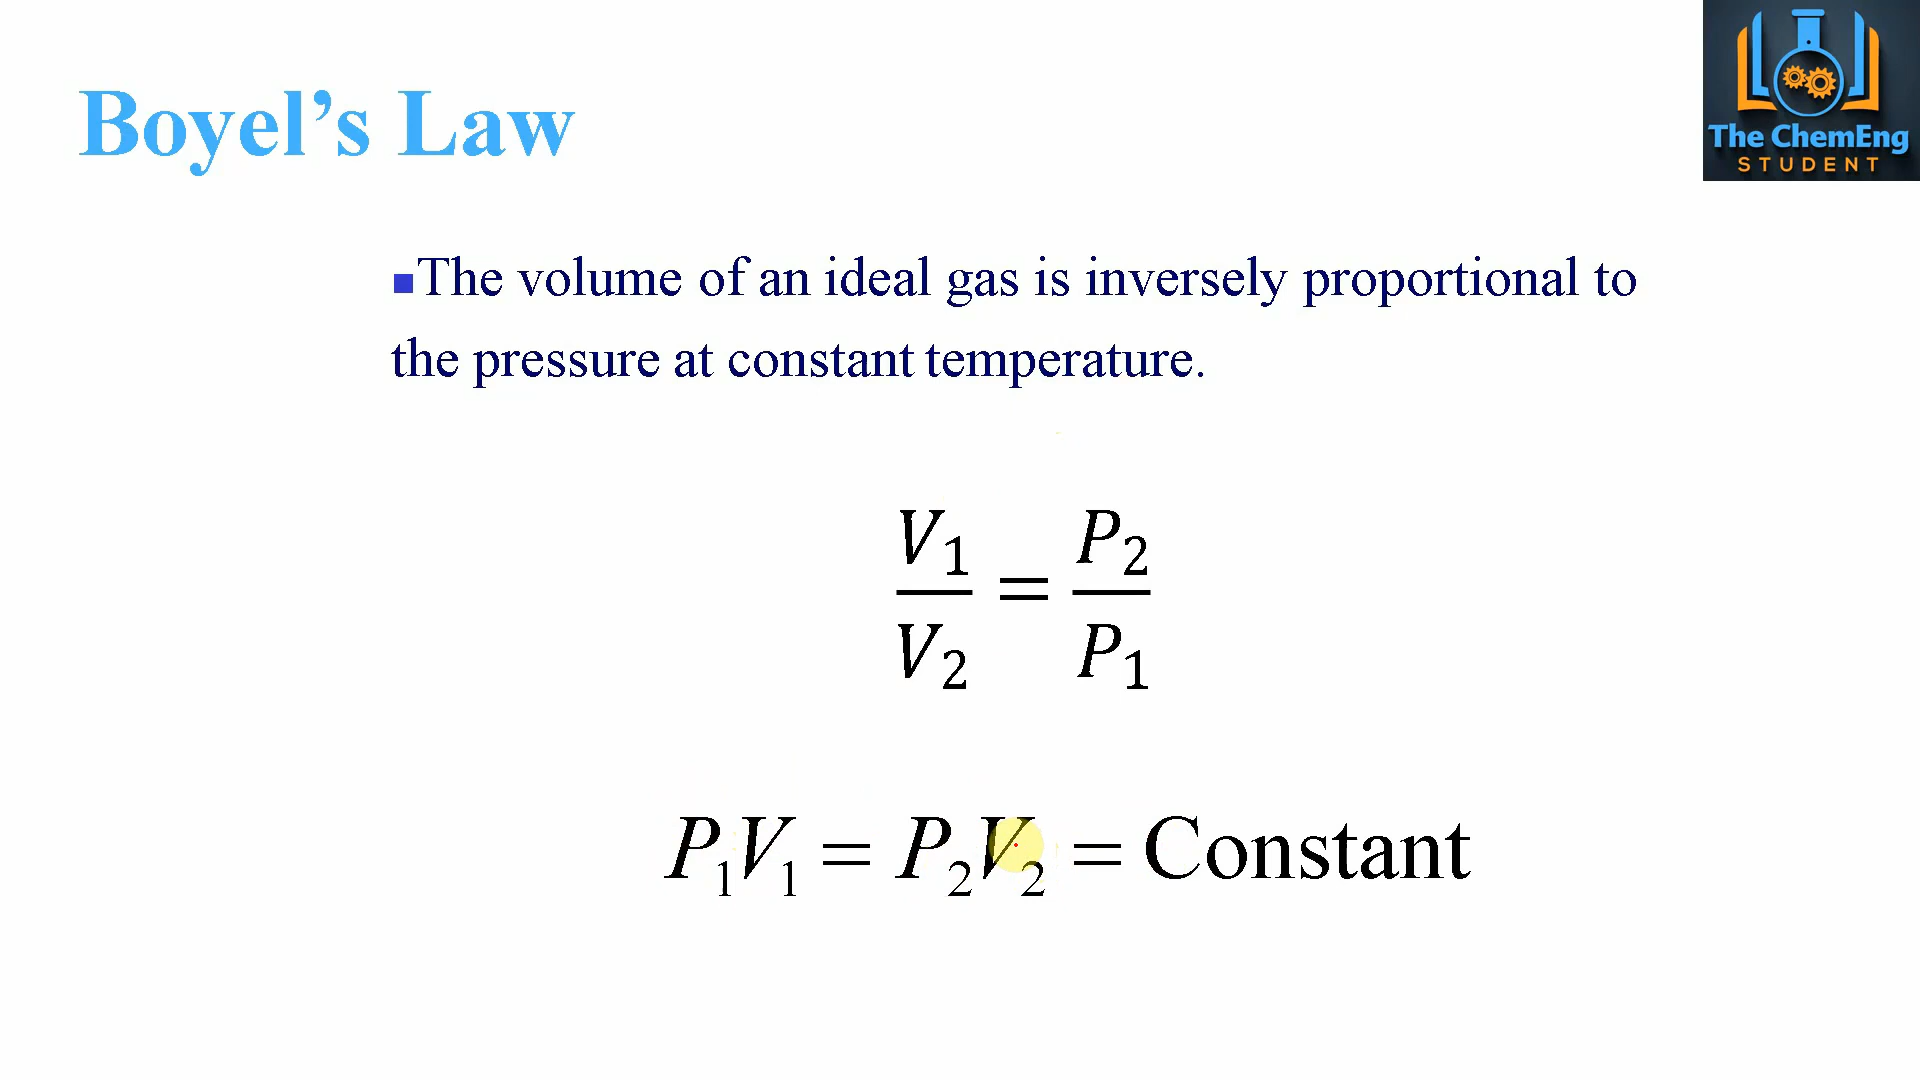 Boyel’s Law
The ChemEng
STUDENT
■The volume of an ideal gas is inversely proportional to
the pressure at constant temperature.
V₁/V₂ = P₂/P₁
P₁V₁ = P₂V₂ = Constant